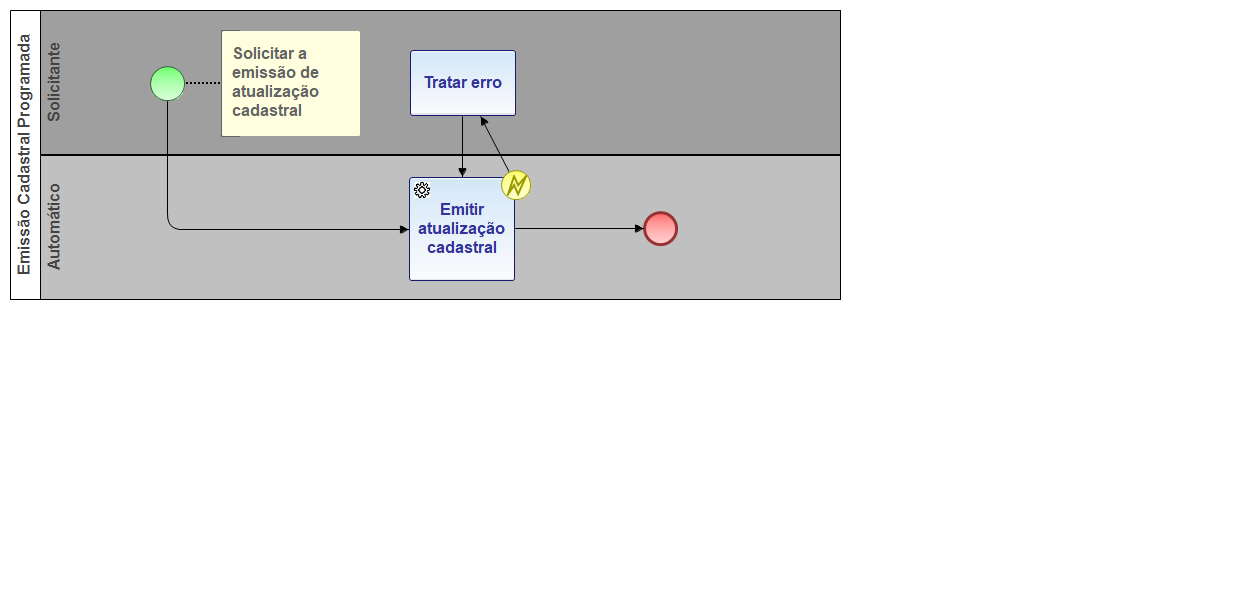 Emissão Cadastral Programada
Solicitante
Solicitar a
emissão de
atualização
cadastral
Tratar erro
Automático
Emitir
atualização
cadastral